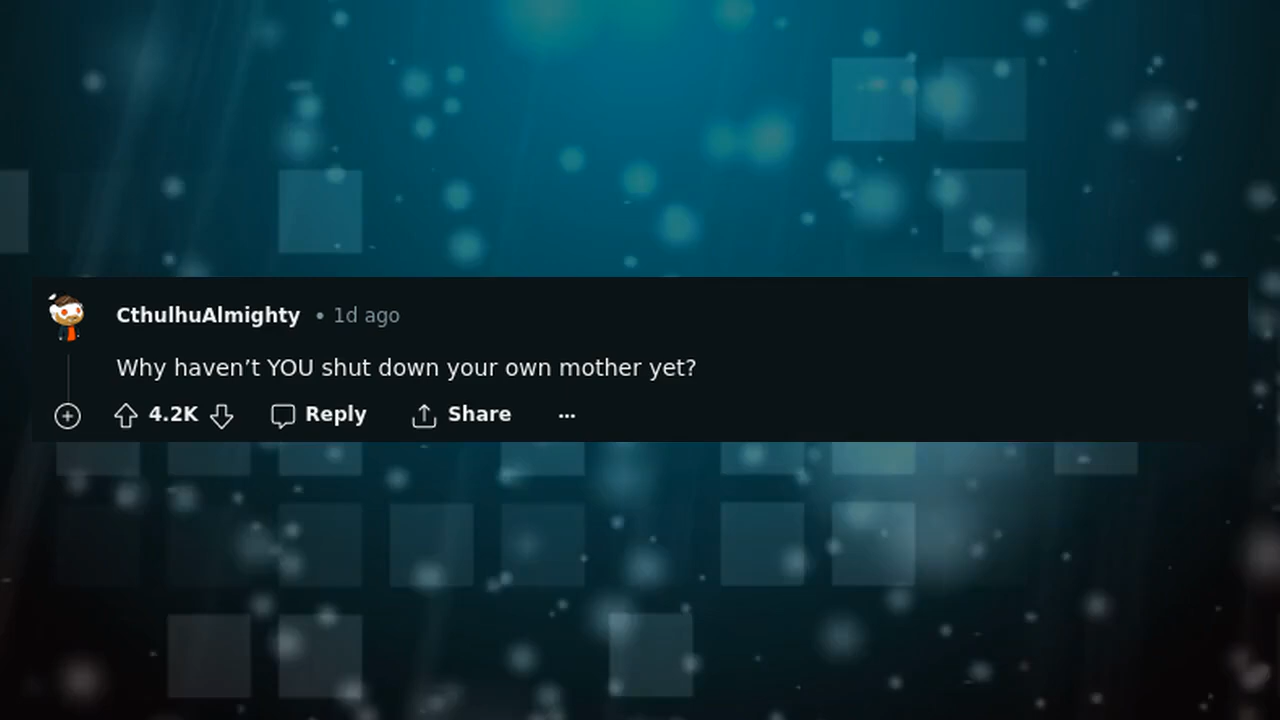 CthulhuAlmighty • 1d ago
Why haven’t YOU shut down your own mother yet?
4.2K Reply Share ...